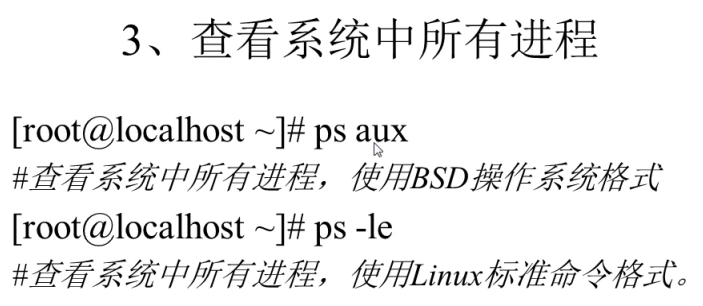 3、查看系统中所有进程
[root@localhost ~]# ps aux
#查看系统中所有进程，使用BSD操作系统格式
[root@localhost ~]# ps -le
#查看系统中所有进程，使用Linux标准命令格式。